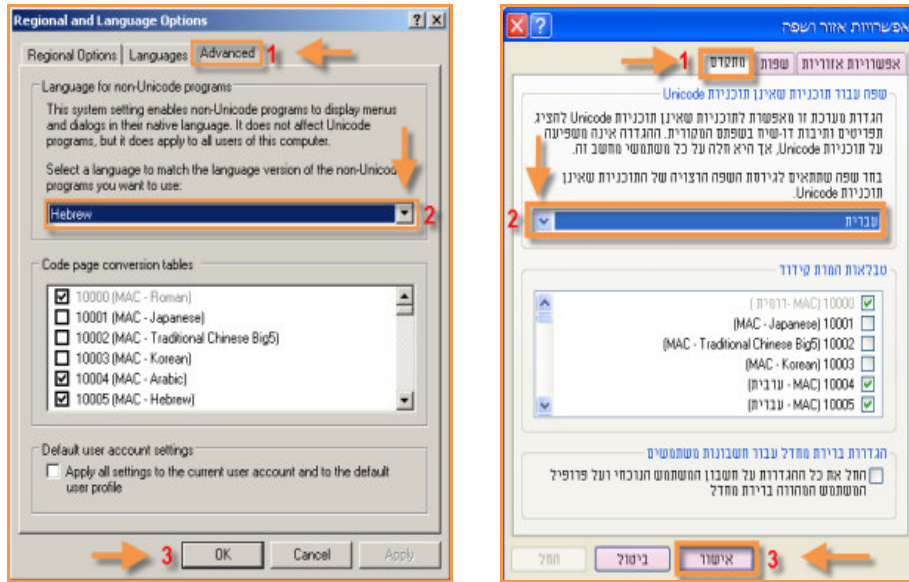 Regional and Language Options
Regional Options Languages Advanced 1
Language for non-Unicode programs
This system setting enables non-Unicode programs to display menus
and dialogs in their native language. It does not affect Unicode
programs, but it does apply to all users of this computer.
Select a language to match the language version of the non-Unicod
programs you want to use:
Hebrew 2
Code page conversion tables
10000 (MAC - Roman)
10001 (MAC - Japanese)
10002 (MAC - Traditional Chinese Big5)
10003 (MAC - Korean)
10004 (MAC - Arabic)
10005 (MAC - Hebrew)
Default user account settings
Apply all settings to the current user account and to the default
user profile
3 OK Cancel Apply
אפשרויות אזור ושפה
אפשרויות אזוריות שפות מתקדם 1
שפה עבור תוכניות שאינן תוכניות Unicode
הגדרת מערכת זו מאפשרת לתוכניות שאינן תוכניות Unicode להציג
תפריטים ותיבות דו-שיח בשפתם המקורית. ההגדרה אינה משפיעה
על תוכניות Unicode, אך היא חלה על כל משתמשי מחשב זה.
בחר שפה שתתאים לגירסת השפה הרצויה של התוכניות שאינן
תוכניות Unicode.
עברית 2
טבלאות המרת קידוד
10000 (MAC -רומית )
10001 (MAC - Japanese)
10002 (MAC - Traditional Chinese Big5)
10003 (MAC - Korean)
10004 (MAC - ערבית)
10005 (MAC - עברית)
הגדרות ברירת מחדל עבור חשבונות משתמשים
החל את כל ההגדרות על חשבון המשתמש הנוכחי ועל פרופיל
המשתמש המהווה ברירת מחדל
3 אישור ביטול החל